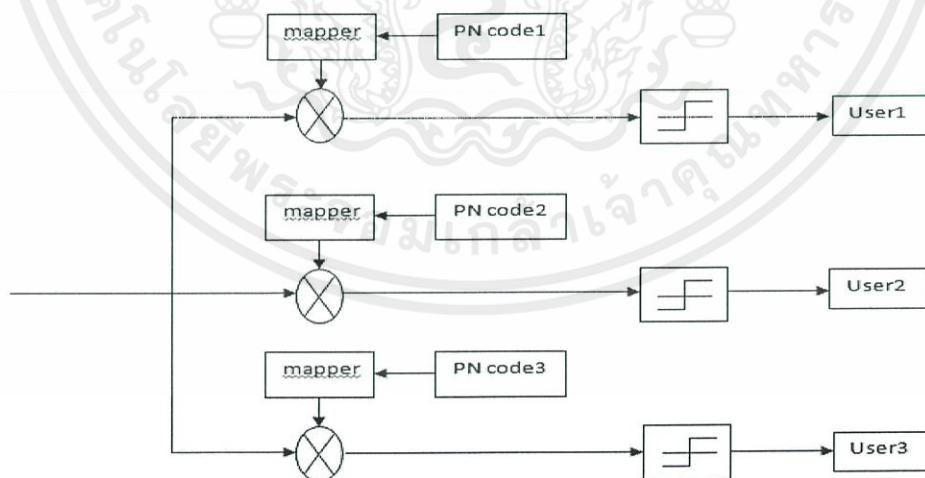 mapper
PN code1
User1
mapper
PN code2
User2
mapper
PN code3
User3